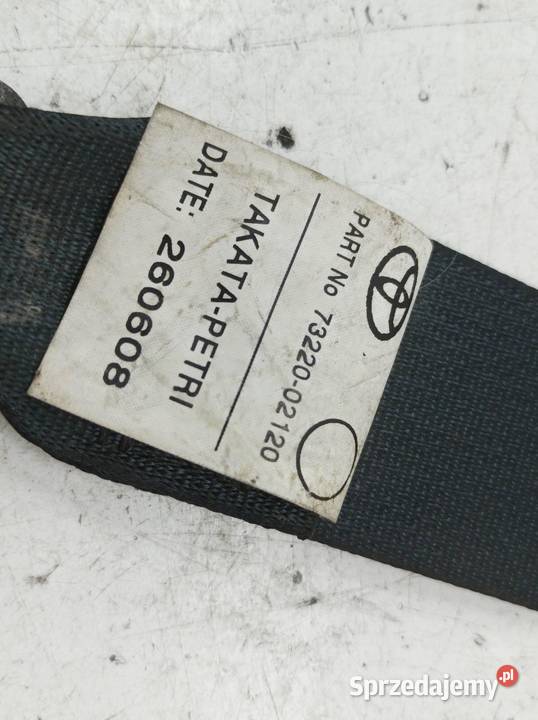 PART No 73220-02120
TAKATA-PETRI
DATE: 260608
Sprzedajemy.pl